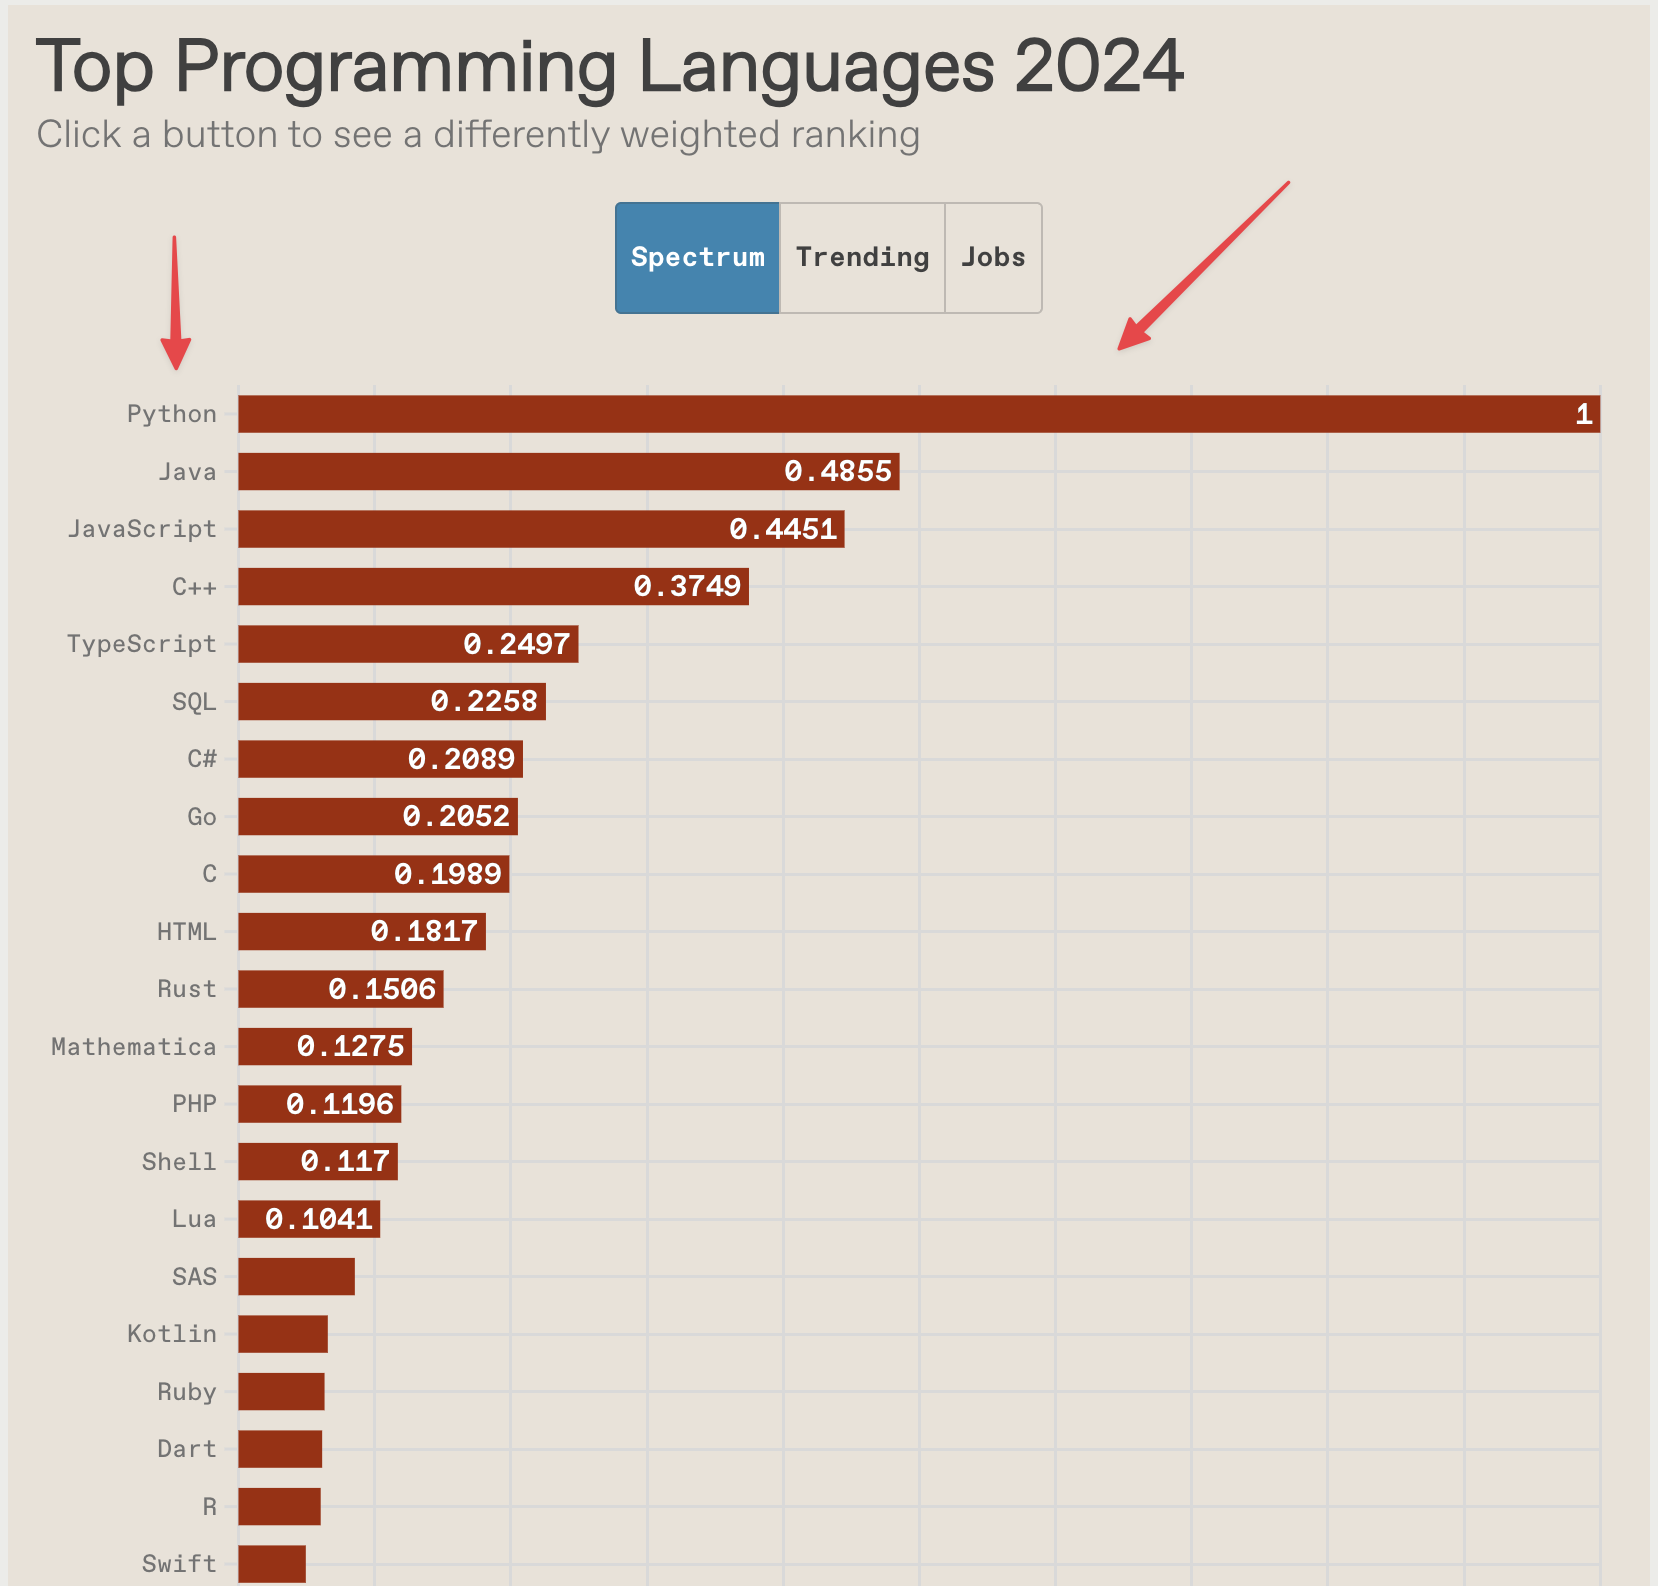 Top Programming Languages 2024
Click a button to see a differently weighted ranking
Spectrum Trending Jobs
Python 1
Java 0.4855
JavaScript 0.4451
C++ 0.3749
TypeScript 0.2497
SQL 0.2258
C# 0.2089
Go 0.2052
C 0.1989
HTML 0.1817
Rust 0.1506
Mathematica 0.1275
PHP 0.1196
Shell 0.117
Lua 0.1041
SAS
Kotlin
Ruby
Dart
R
Swift